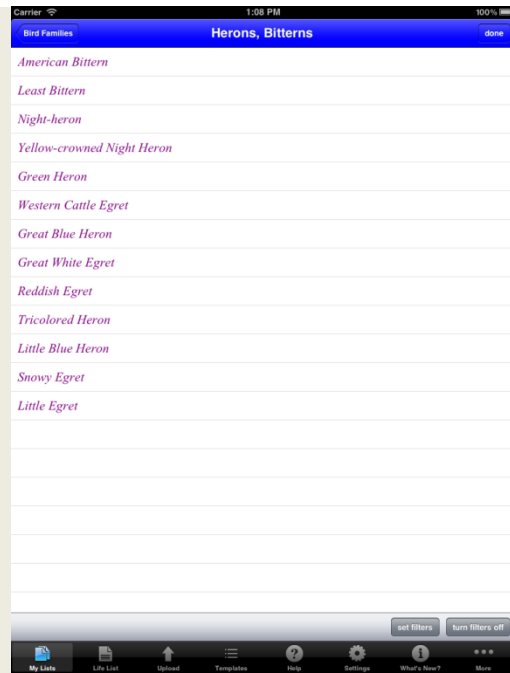 Carrier 1:08 PM 100%
Bird Families Herons, Bitterns done
American Bittern
Least Bittern
Night-heron
Yellow-crowned Night Heron
Green Heron
Western Cattle Egret
Great Blue Heron
Great White Egret
Reddish Egret
Tricolored Heron
Little Blue Heron
Snowy Egret
Little Egret
set filters turn filters off
My Lists Life List Upload Templates Help Settings What's New? More